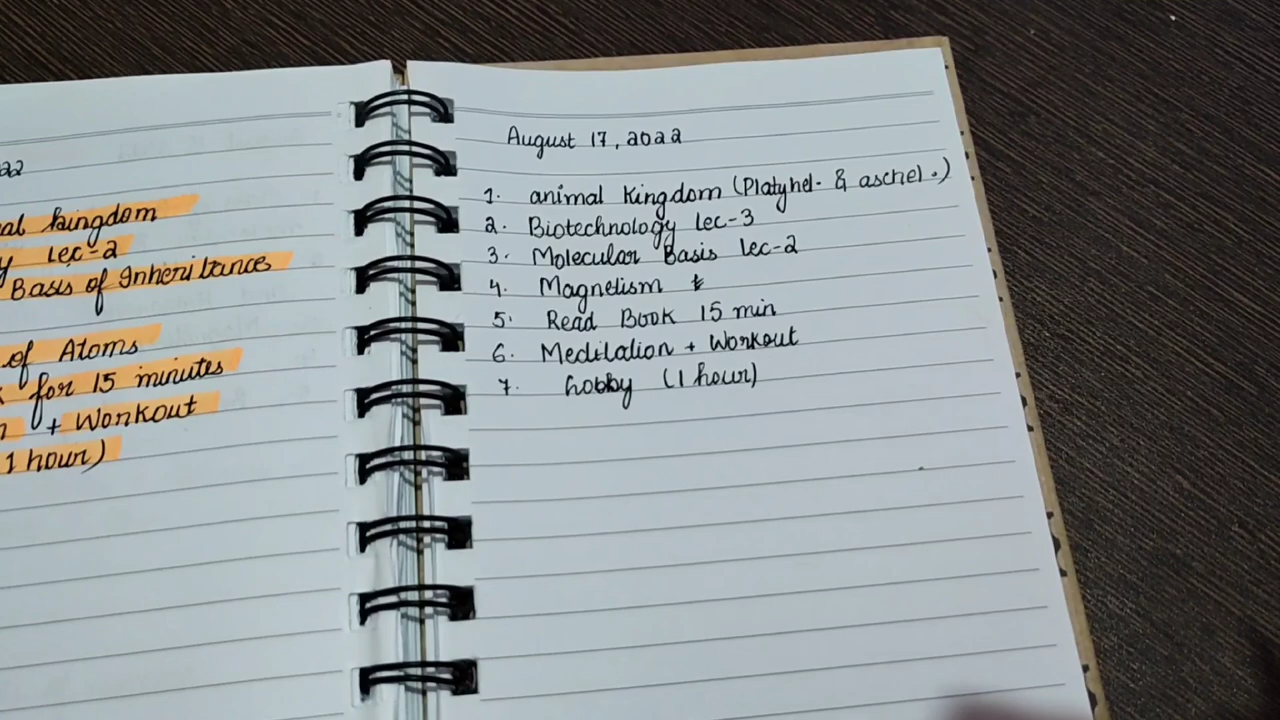 22
al kingdom
y lec-2
Basis of Inheritance
of Atoms
for 15 minutes
+ Workout
1 hour)
August 17, 2022
1. animal Kingdom (Platyhel. & aschel.)
2. Biotechnology lec-3
3. Molecular Basis lec-2
4. Magnetism
5. Read Book 15 min
6. Meditation + Workout
7. hobby (1 hour)